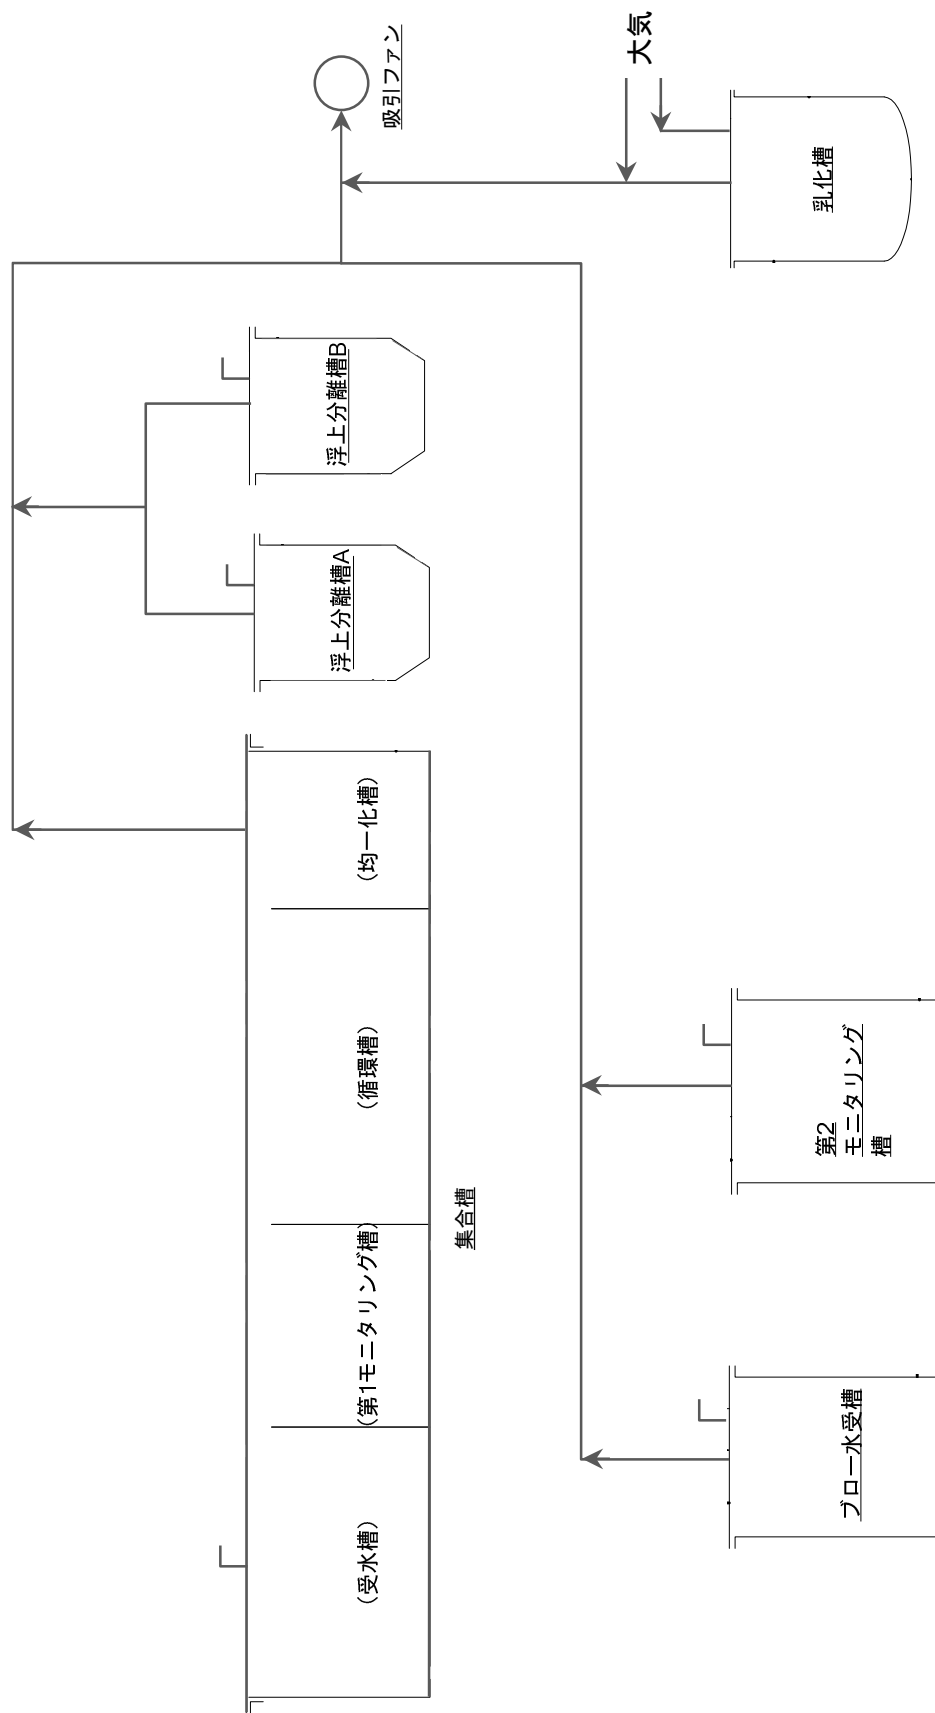 吸引ファン
大気
乳化槽
浮上分離槽B
浮上分離槽A
(均一化槽)
(循環槽)
(第1モニタリング槽)
(受水槽)
集合槽
第2
モニタリング
槽
ブロー水受槽